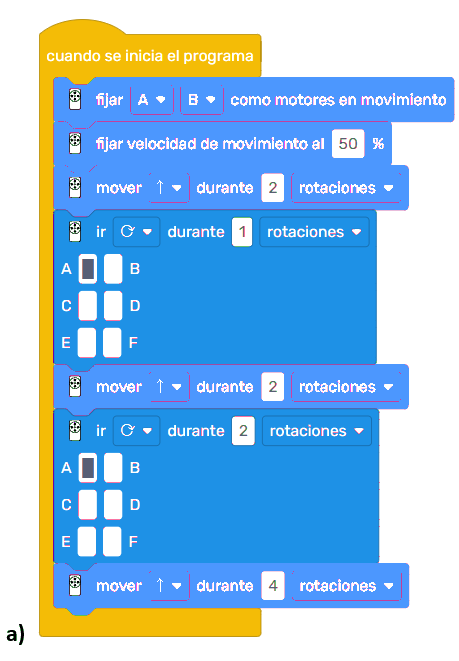 cuando se inicia el programa
fijar A B como motores en movimiento
fijar velocidad de movimiento al 50 %
mover ↑ durante 2 rotaciones
ir durante 1 rotaciones
A B
C D
E F
mover ↑ durante 2 rotaciones
ir durante 2 rotaciones
A B
C D
E F
mover ↑ durante 4 rotaciones
a)